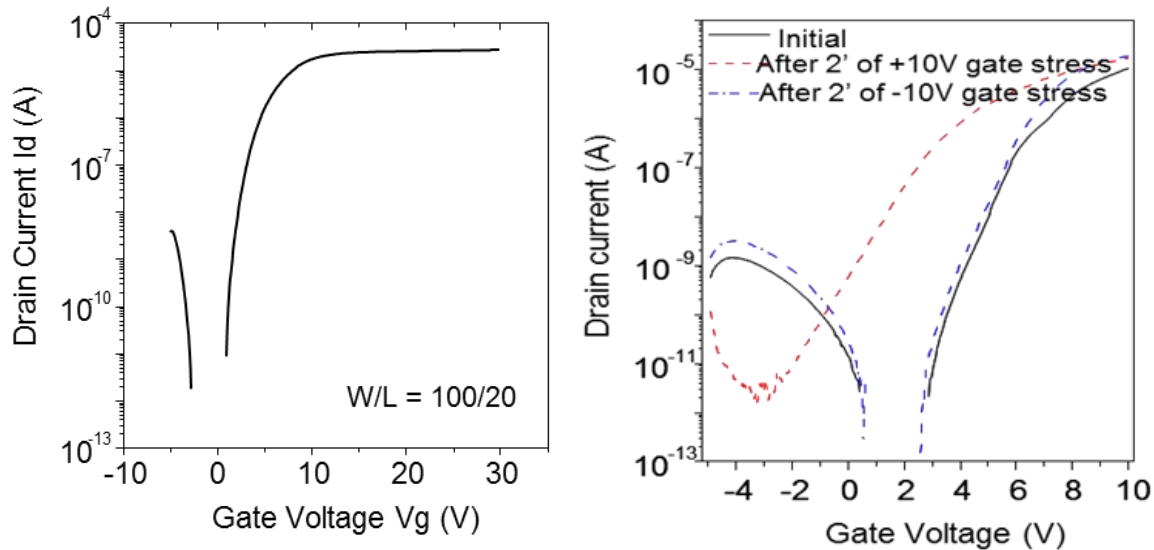 Drain Current Id (A)
10-4
10-7
10-10
10-13
W/L = 100/20
-10
0
10
20
30
Gate Voltage Vg (V)
Drain current (A)
10-5
10-7
10-9
10-11
10-13
Initial
After 2' of +10V gate stress
After 2' of -10V gate stress
-4
-2
0
2
4
6
8
10
Gate Voltage (V)